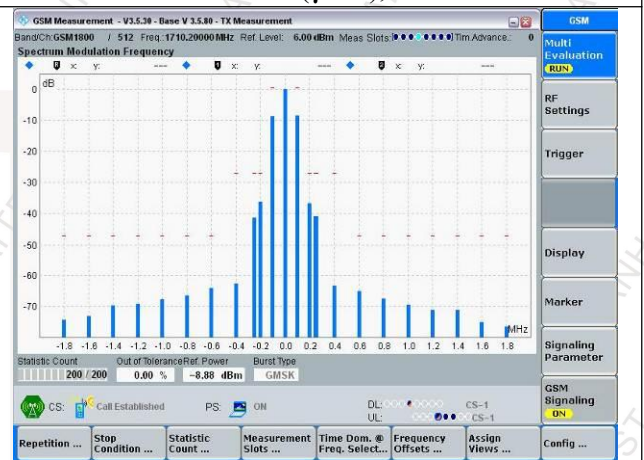 GSM Measurement - V3.5.30 - Base V 3.5.80 - TX Measurement
GSM
Band/Ch:GSM1800 / 512 Freq.:1710.20000 MHz Ref. Level: 6.00 dBm Meas Slots: Tim.Advance.: 0
Spectrum Modulation Frequency
x: y: --- x: y: --- x: y: ---
dB
0
-10
-20
-30
-40
-50
-60
-70
MHz
-1.8 -1.6 -1.4 -1.2 -1.0 -0.8 -0.6 -0.4 -0.2 0.0 0.2 0.4 0.6 0.8 1.0 1.2 1.4 1.6 1.8
Statistic Count Out of Tolerance Ref. Power Burst Type
200 / 200 0.00 % -8.88 dBm GMSK
CS: Call Established PS: ON DL: CS-1
UL: CS-1
Multi Evaluation
RUN
RF Settings
Trigger
Display
Marker
Signaling Parameter
GSM Signaling
ON
Repetition ...
Stop Condition ...
Statistic Count ...
Measurement Slots ...
Time Dom. @ Freq. Select...
Frequency Offsets ...
Assign Views ...
Config ...